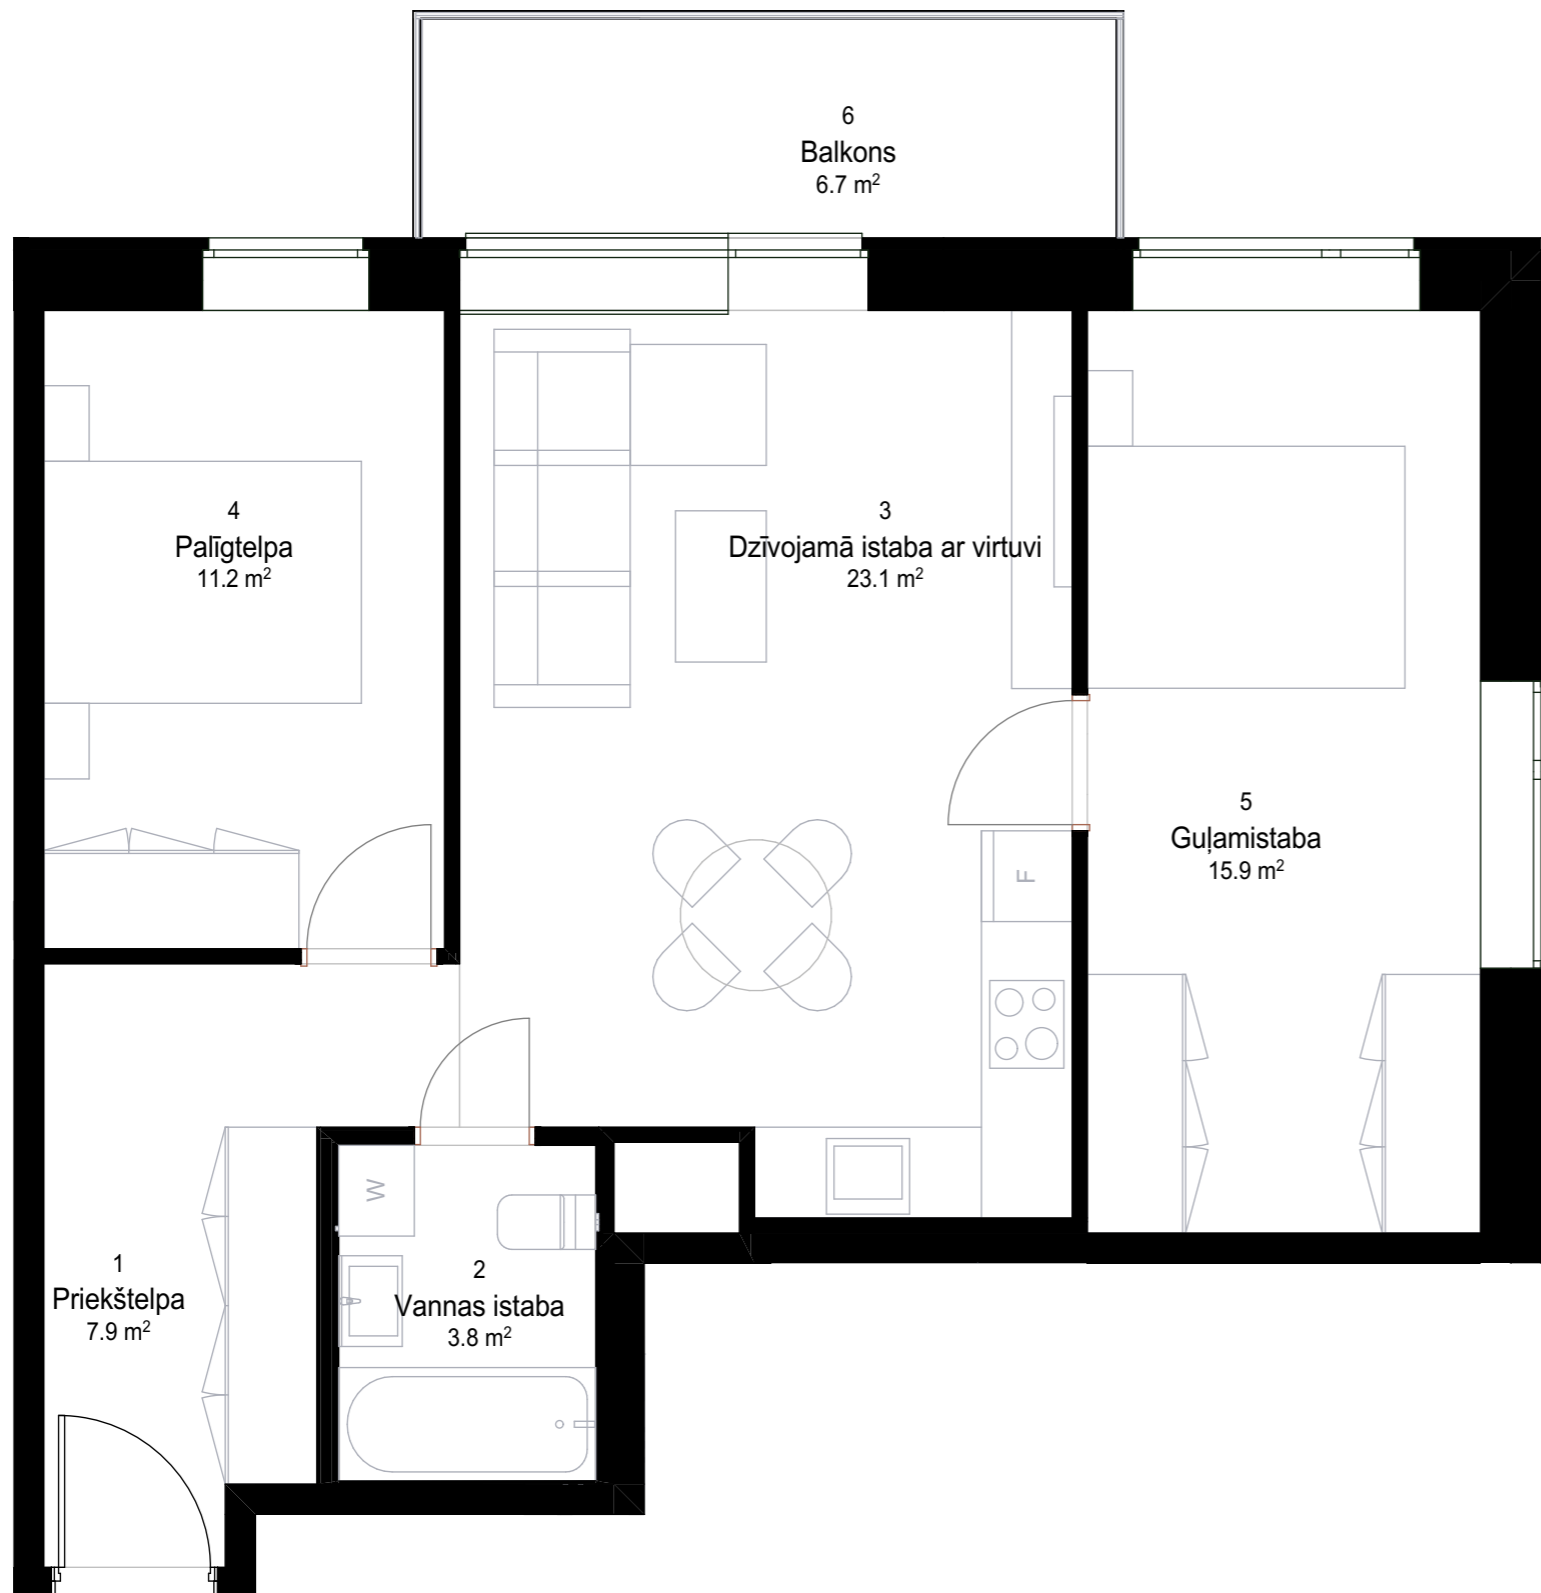 6
Balkons
6.7 m²
4
Palīgtelpa
11.2 m²
3
Dzīvojamā istaba ar virtuvi
23.1 m²
5
Guļamistaba
15.9 m²
F
W
1
Priekštelpa
7.9 m²
2
Vannas istaba
3.8 m²